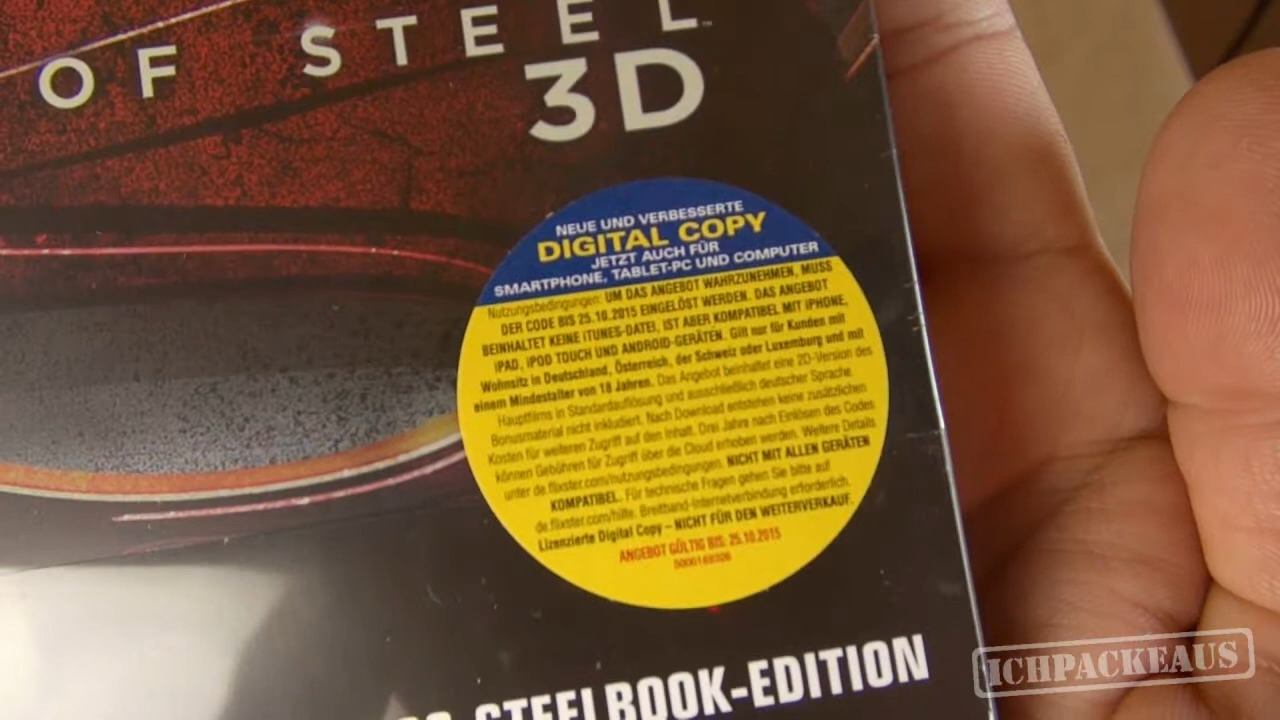 OF STEEL™
3D
NEUE UND VERBESSERTE
DIGITAL COPY
JETZT AUCH FÜR
SMARTPHONE, TABLET-PC UND COMPUTER
Nutzungsbedingungen: UM DAS ANGEBOT WAHRZUNEHMEN, MUSS
DER CODE BIS 25.10.2015 EINGELÖST WERDEN. DAS ANGEBOT
BEINHALTET KEINE iTUNES-DATEI, IST ABER KOMPATIBEL MIT iPHONE,
iPAD, iPOD TOUCH UND ANDROID-GERÄTEN. Gilt nur für Kunden mit
Wohnsitz in Deutschland, Österreich, der Schweiz oder Luxemburg und mit
einem Mindestalter von 18 Jahren. Das Angebot beinhaltet eine 2D-Version des
Hauptfilms in Standardauflösung und ausschließlich deutscher Sprache.
Bonusmaterial nicht inkludiert. Nach Download entstehen keine zusätzlichen
Kosten für weiteren Zugriff auf den Inhalt. Drei Jahre nach Einlösen des Codes
können Gebühren für Zugriff über die Cloud erhoben werden. Weitere Details
unter de.flixster.com/nutzungsbedingungen. NICHT MIT ALLEN GERÄTEN
KOMPATIBEL. Für technische Fragen gehen Sie bitte auf
de.flixster.com/hilfe. Breitband-Internetverbindung erforderlich.
Lizenzierte Digital Copy – NICHT FÜR DEN WEITERVERKAUF.
ANGEBOT GÜLTIG BIS: 25.10.2015
STEELBOOK-EDITION
ICHPACKEAUS